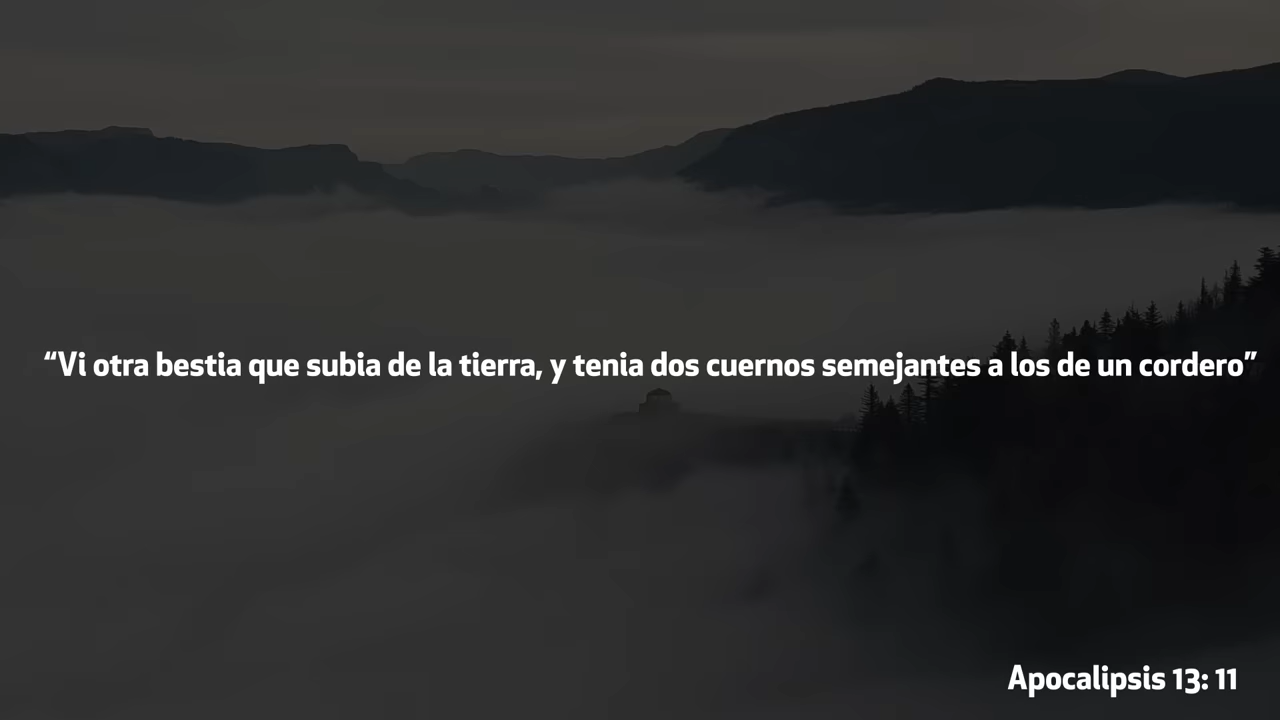 “Vi otra bestia que subia de la tierra, y tenia dos cuernos semejantes a los de un cordero”
Apocalipsis 13: 11